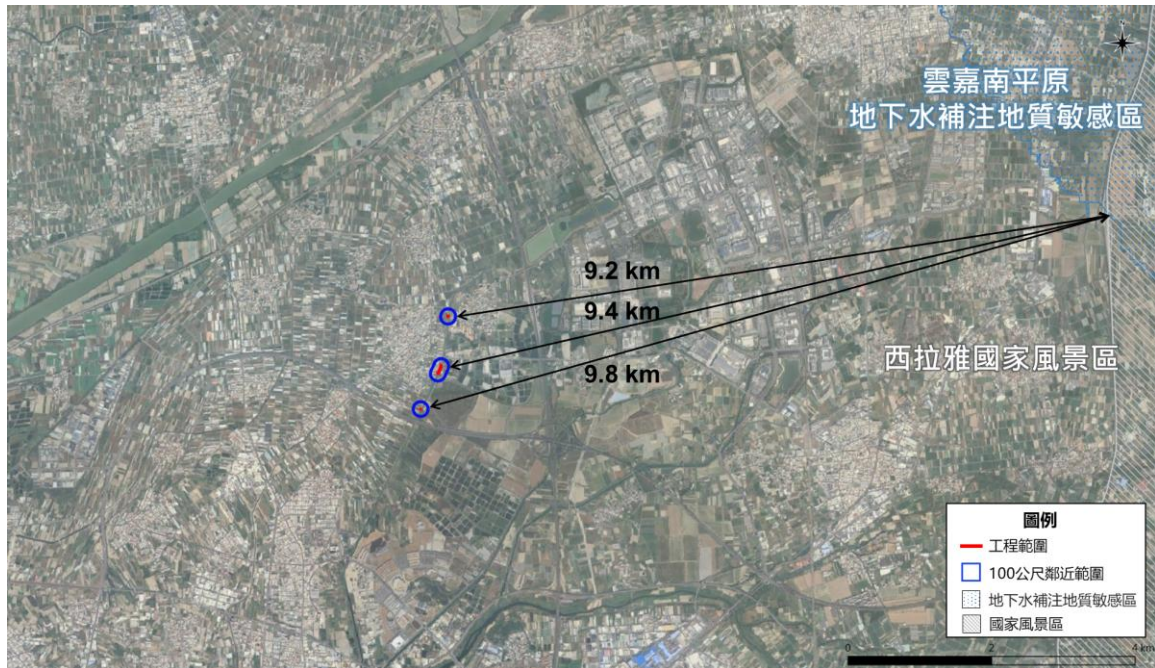 雲嘉南平原
地下水補注地質敏感區
9.2 km
9.4 km
9.8 km
西拉雅國家風景區
圖例
工程範圍
100公尺鄰近範圍
地下水補注地質敏感區
國家風景區
0 2 4 km